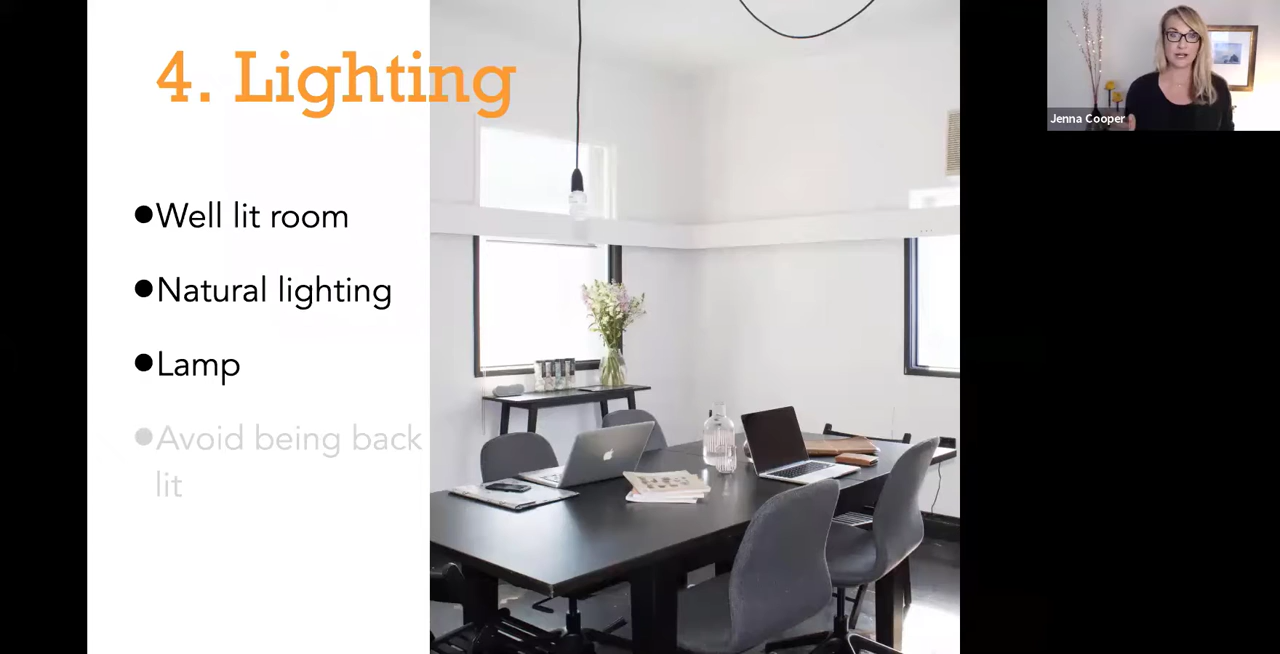 4. Lighting
●Well lit room
●Natural lighting
●Lamp
●Avoid being back
lit
Jenna Cooper